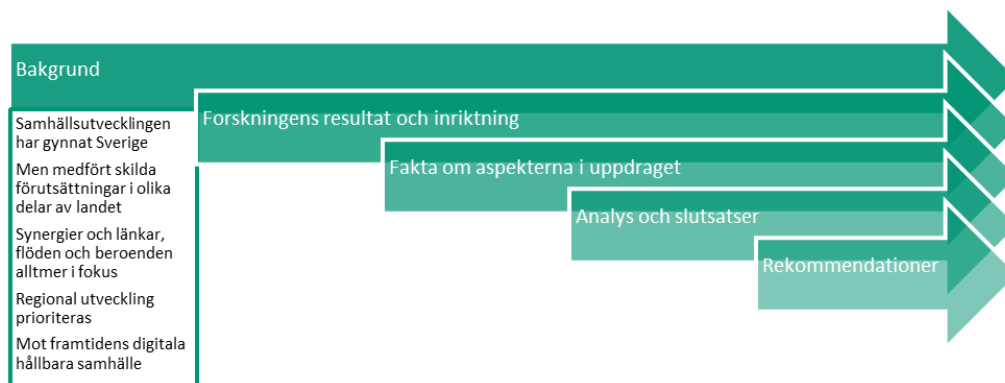 Bakgrund
Samhällsutvecklingen
har gynnat Sverige
Men medfört skilda
förutsättningar i olika
delar av landet
Synergier och länkar,
flöden och beroenden
alltmer i fokus
Regional utveckling
prioriteras
Mot framtidens digitala
hållbara samhälle
Forskningens resultat och inriktning
Fakta om aspekterna i uppdraget
Analys och slutsatser
Rekommendationer